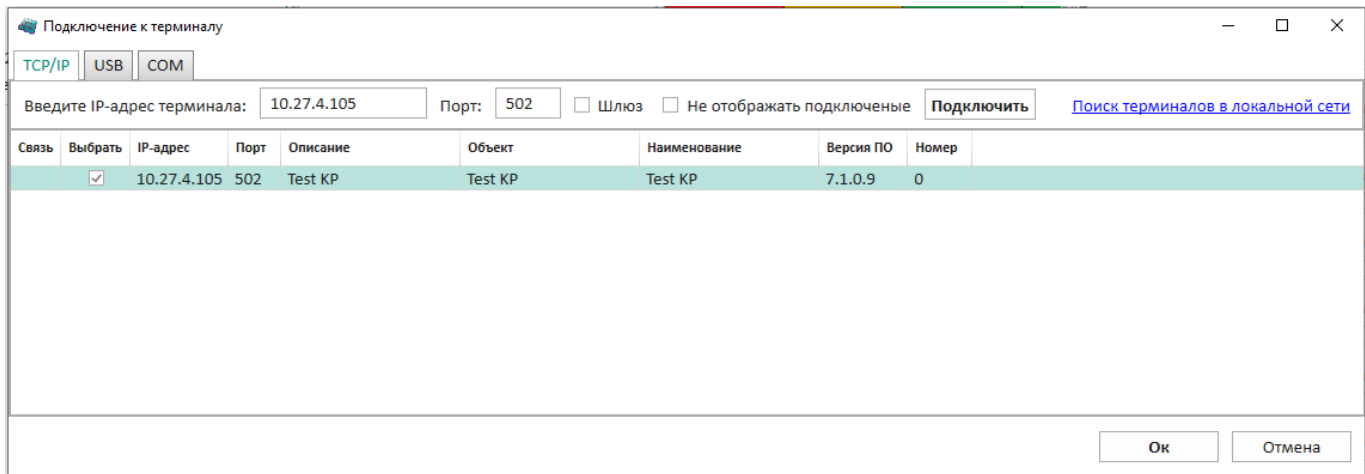 Подключение к терминалу
TCP/IP USB COM
Введите IP-адрес терминала: 10.27.4.105 Порт: 502 Шлюз Не отображать подключеные Подключить Поиск терминалов в локальной сети
Связь Выбрать IP-адрес Порт Описание Объект Наименование Версия ПО Номер
10.27.4.105 502 Test KP Test KP Test KP 7.1.0.9 0
Ок Отмена